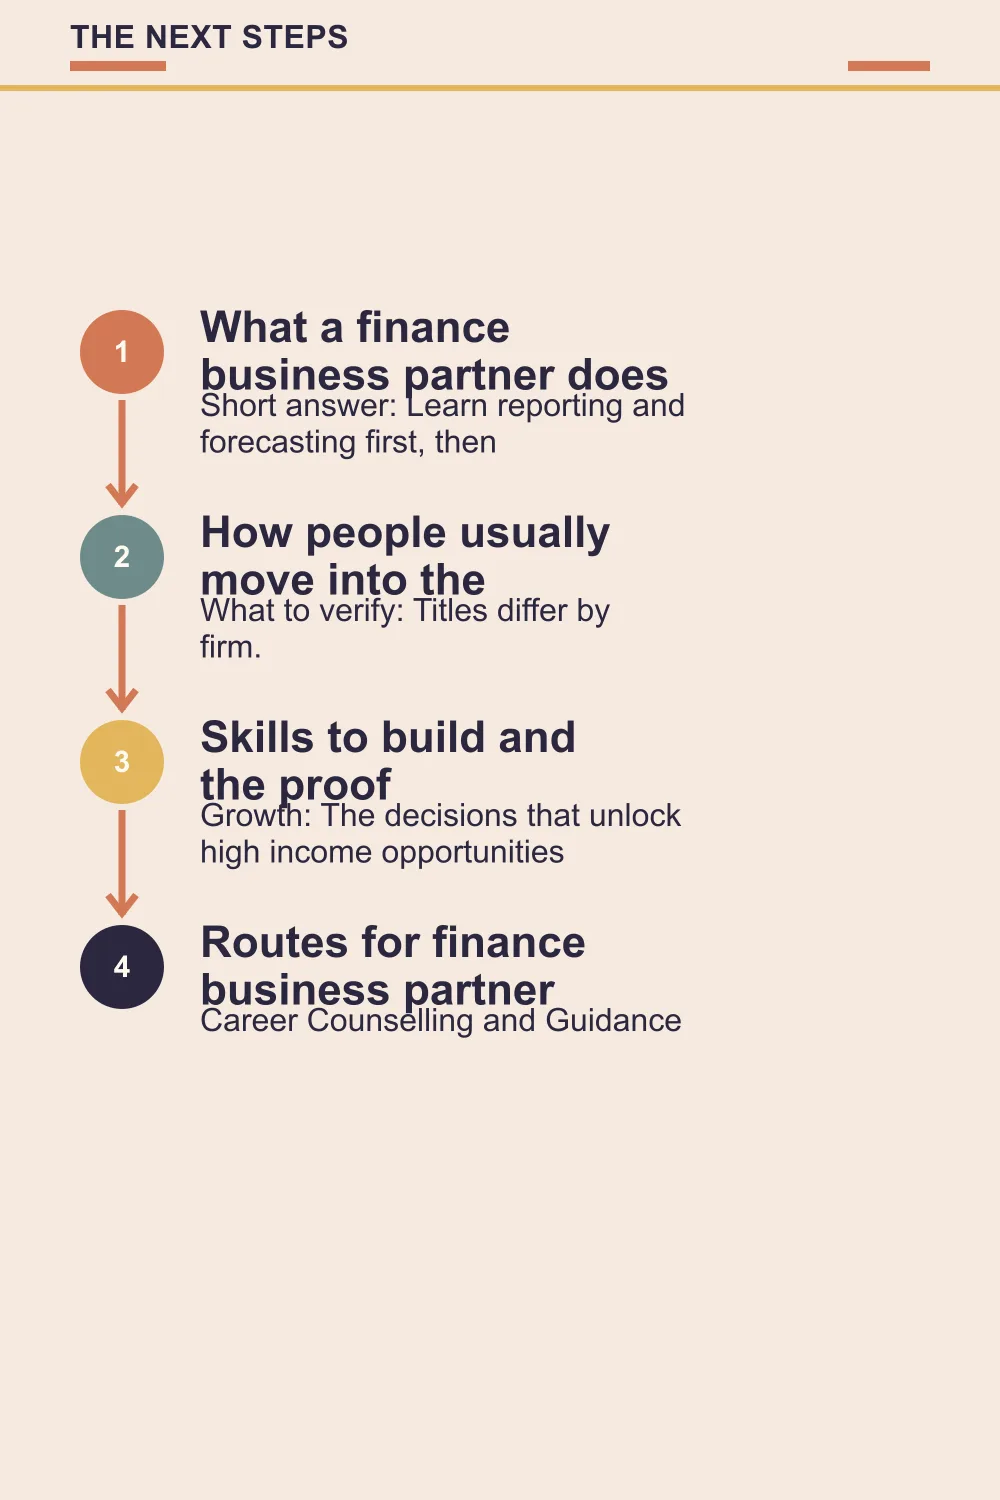 THE NEXT STEPS
1
What a finance
business partner does
Short answer: Learn reporting and
forecasting first, then
2
How people usually
move into the
What to verify: Titles differ by
firm.
3
Skills to build and
the proof
Growth: The decisions that unlock
high income opportunities
4
Routes for finance
business partner
Career Counselling and Guidance